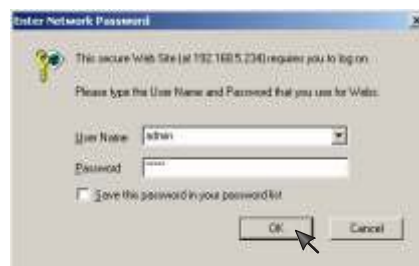 Enter Network Password
This secure Web Site (at 192.168.5.234) requires you to log on.
Please type the User Name and Password that you use for Webs.
User Name admin
Password *****
Save this password in your password list
OK Cancel